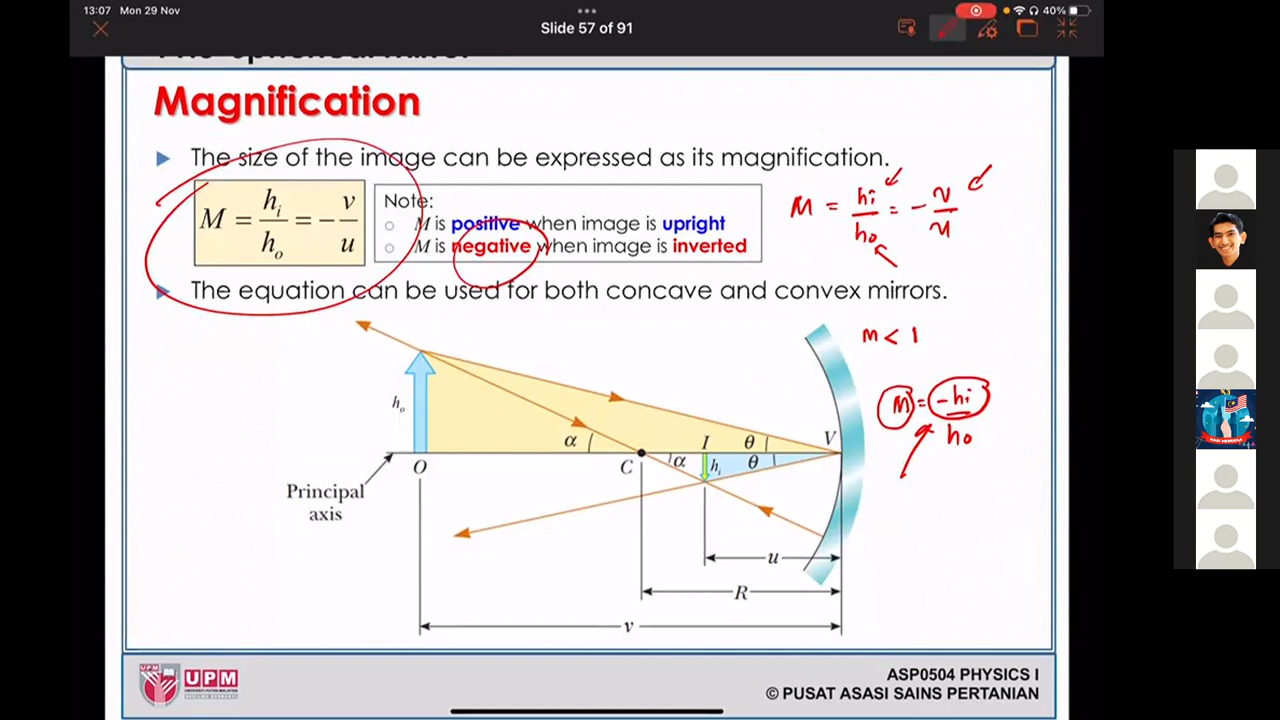 13:07 Mon 29 Nov
40%
Slide 57 of 91
Magnification
The size of the image can be expressed as its magnification.
M = hi/ho = - v/u
Note:
M is positive when image is upright
M is negative when image is inverted
M = hi/ho = - v/u
The equation can be used for both concave and convex mirrors.
m < 1
M = -hi/ho
ho
α
I
θ
V
O
C
α
hi
θ
Principal
axis
u
R
v
UPM
ASP0504 PHYSICS I
© PUSAT ASASI SAINS PERTANIAN